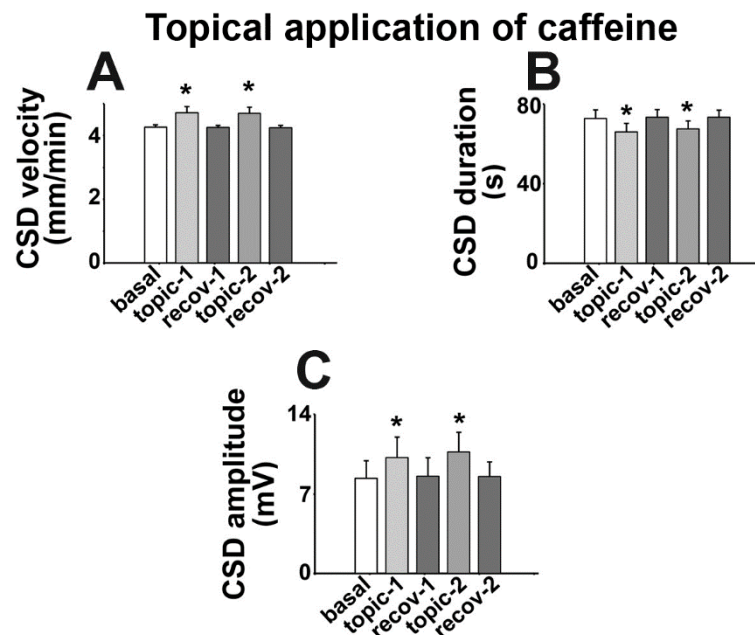 Topical application of caffeine
A
CSD velocity
(mm/min)
4
2
0
* *
basal
topic-1
recov-1
topic-2
recov-2
B
CSD duration
(s)
80
40
0
* *
basal
topic-1
recov-1
topic-2
recov-2
C
CSD amplitude
(mV)
14
7
0
* *
basal
topic-1
recov-1
topic-2
recov-2